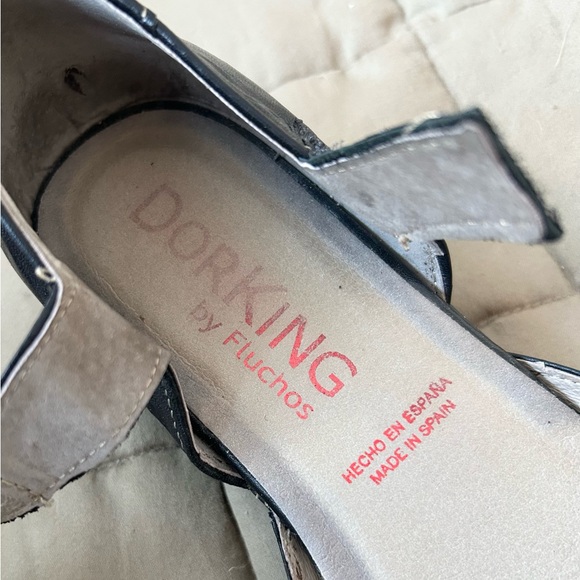 DORKING
by Fluchos
HECHO EN ESPAÑA
MADE IN SPAIN